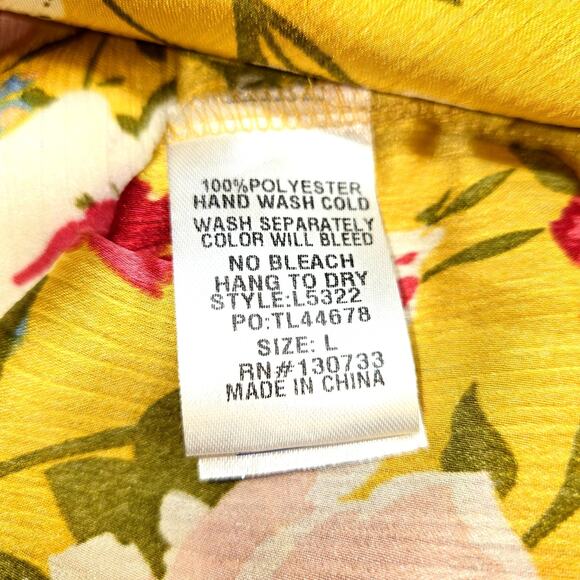 100%POLYESTER
HAND WASH COLD
WASH SEPARATELY
COLOR WILL BLEED
NO BLEACH
HANG TO DRY
STYLE:L5322
PO:TL44678
SIZE: L
RN#130733
MADE IN CHINA